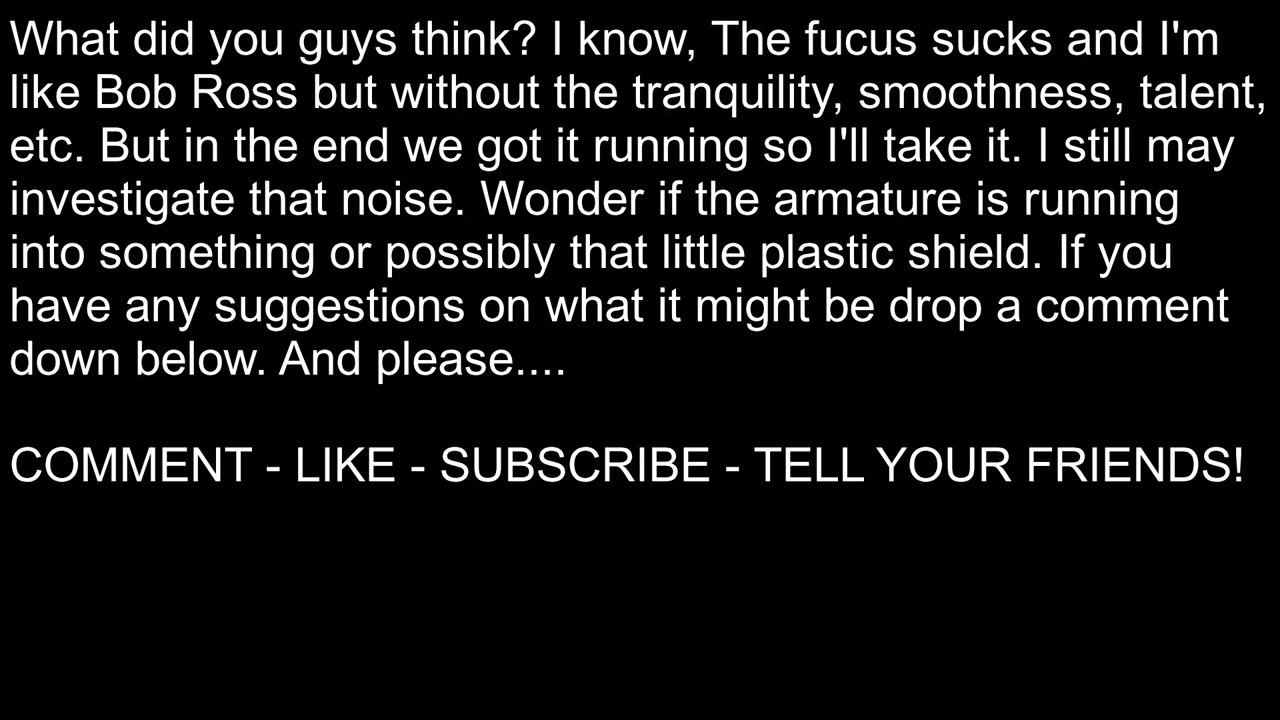 What did you guys think? I know, The fucus sucks and I'm
like Bob Ross but without the tranquility, smoothness, talent,
etc. But in the end we got it running so I'll take it. I still may
investigate that noise. Wonder if the armature is running
into something or possibly that little plastic shield. If you
have any suggestions on what it might be drop a comment
down below. And please....
COMMENT - LIKE - SUBSCRIBE - TELL YOUR FRIENDS!